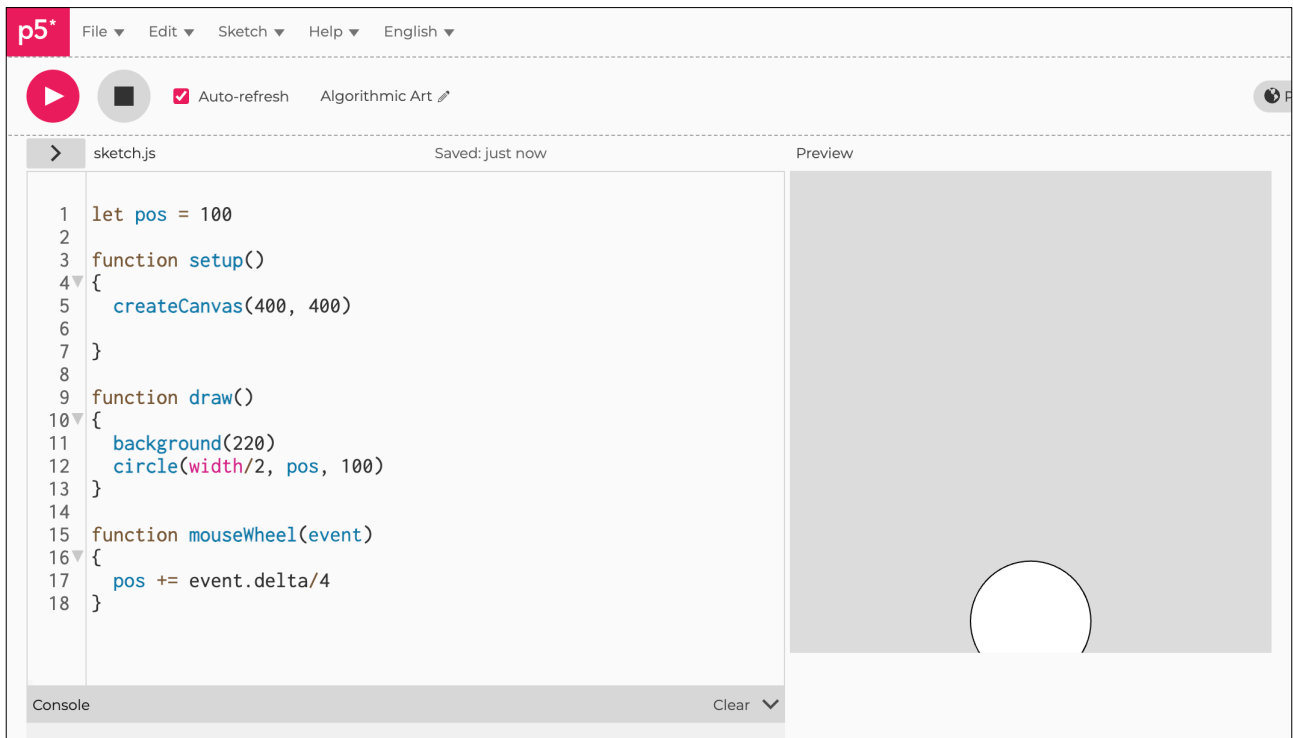 p5* File Edit Sketch Help English
Auto-refresh Algorithmic Art
P
sketch.js Saved: just now Preview
1 let pos = 100
2
3 function setup()
4 {
5   createCanvas(400, 400)
6
7 }
8
9 function draw()
10 {
11   background(220)
12   circle(width/2, pos, 100)
13 }
14
15 function mouseWheel(event)
16 {
17   pos += event.delta/4
18 }
Console Clear